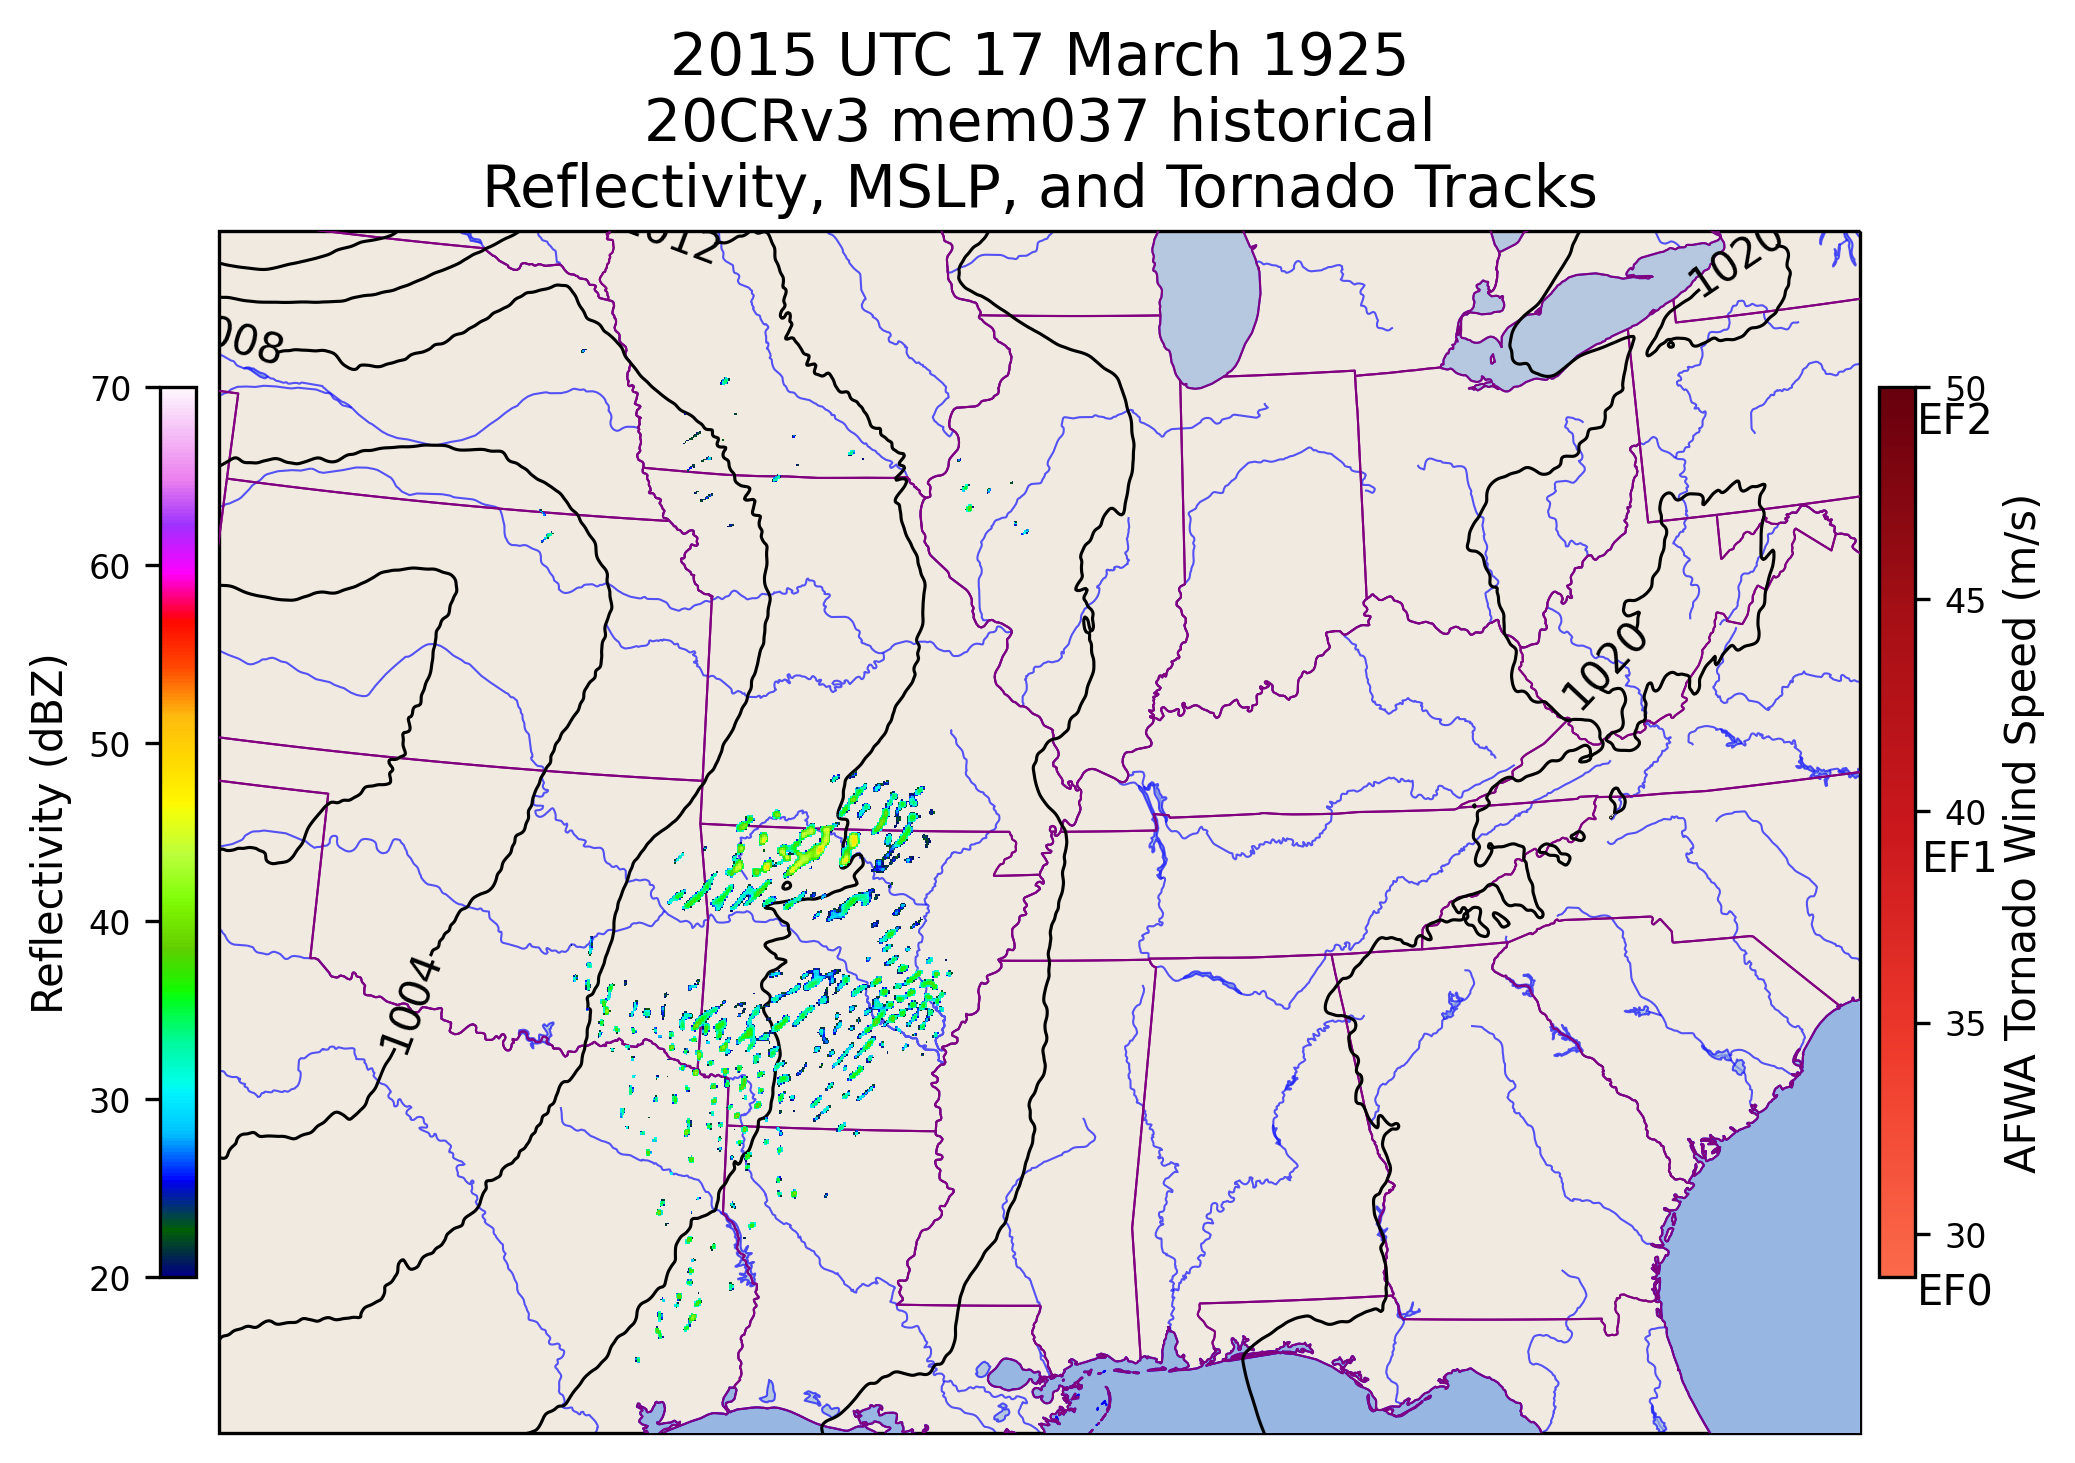 2015 UTC 17 March 1925
20CRv3 mem037 historical
Reflectivity, MSLP, and Tornado Tracks
1012
1020
008
70
60
50
40
30
20
Reflectivity (dBZ)
1020
1004
50
EF2
45
40
EF1
35
30
EF0
AFWA Tornado Wind Speed (m/s)